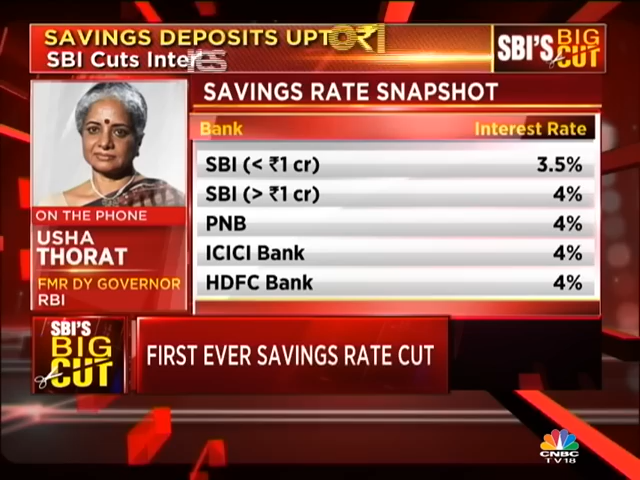 SAVINGS DEPOSITS UPTO ₹1
SBI Cuts Inter
SBI'S
BIG
CUT
SAVINGS RATE SNAPSHOT
Bank Interest Rate
SBI (< ₹1 cr) 3.5%
SBI (> ₹1 cr) 4%
PNB 4%
ICICI Bank 4%
HDFC Bank 4%
ON THE PHONE
USHA
THORAT
FMR DY GOVERNOR
RBI
SBI'S
BIG
CUT
FIRST EVER SAVINGS RATE CUT
CNBC
TV18